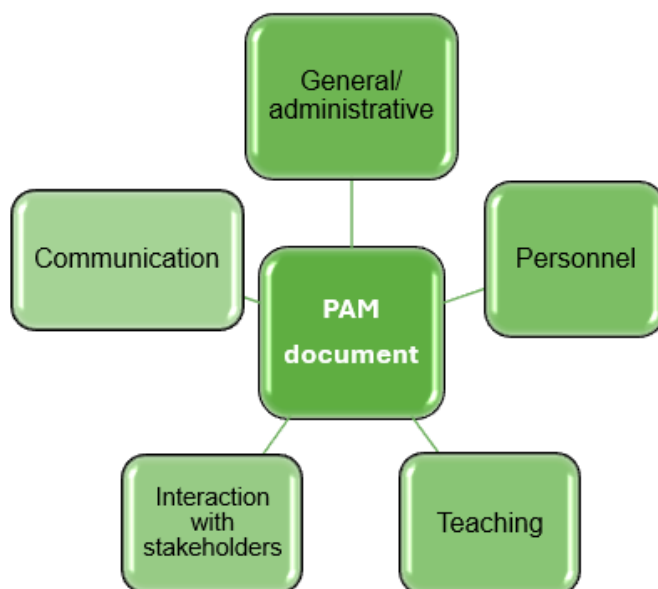 General/
administrative
Communication
Personnel
PAM
document
Interaction
with
stakeholders
Teaching